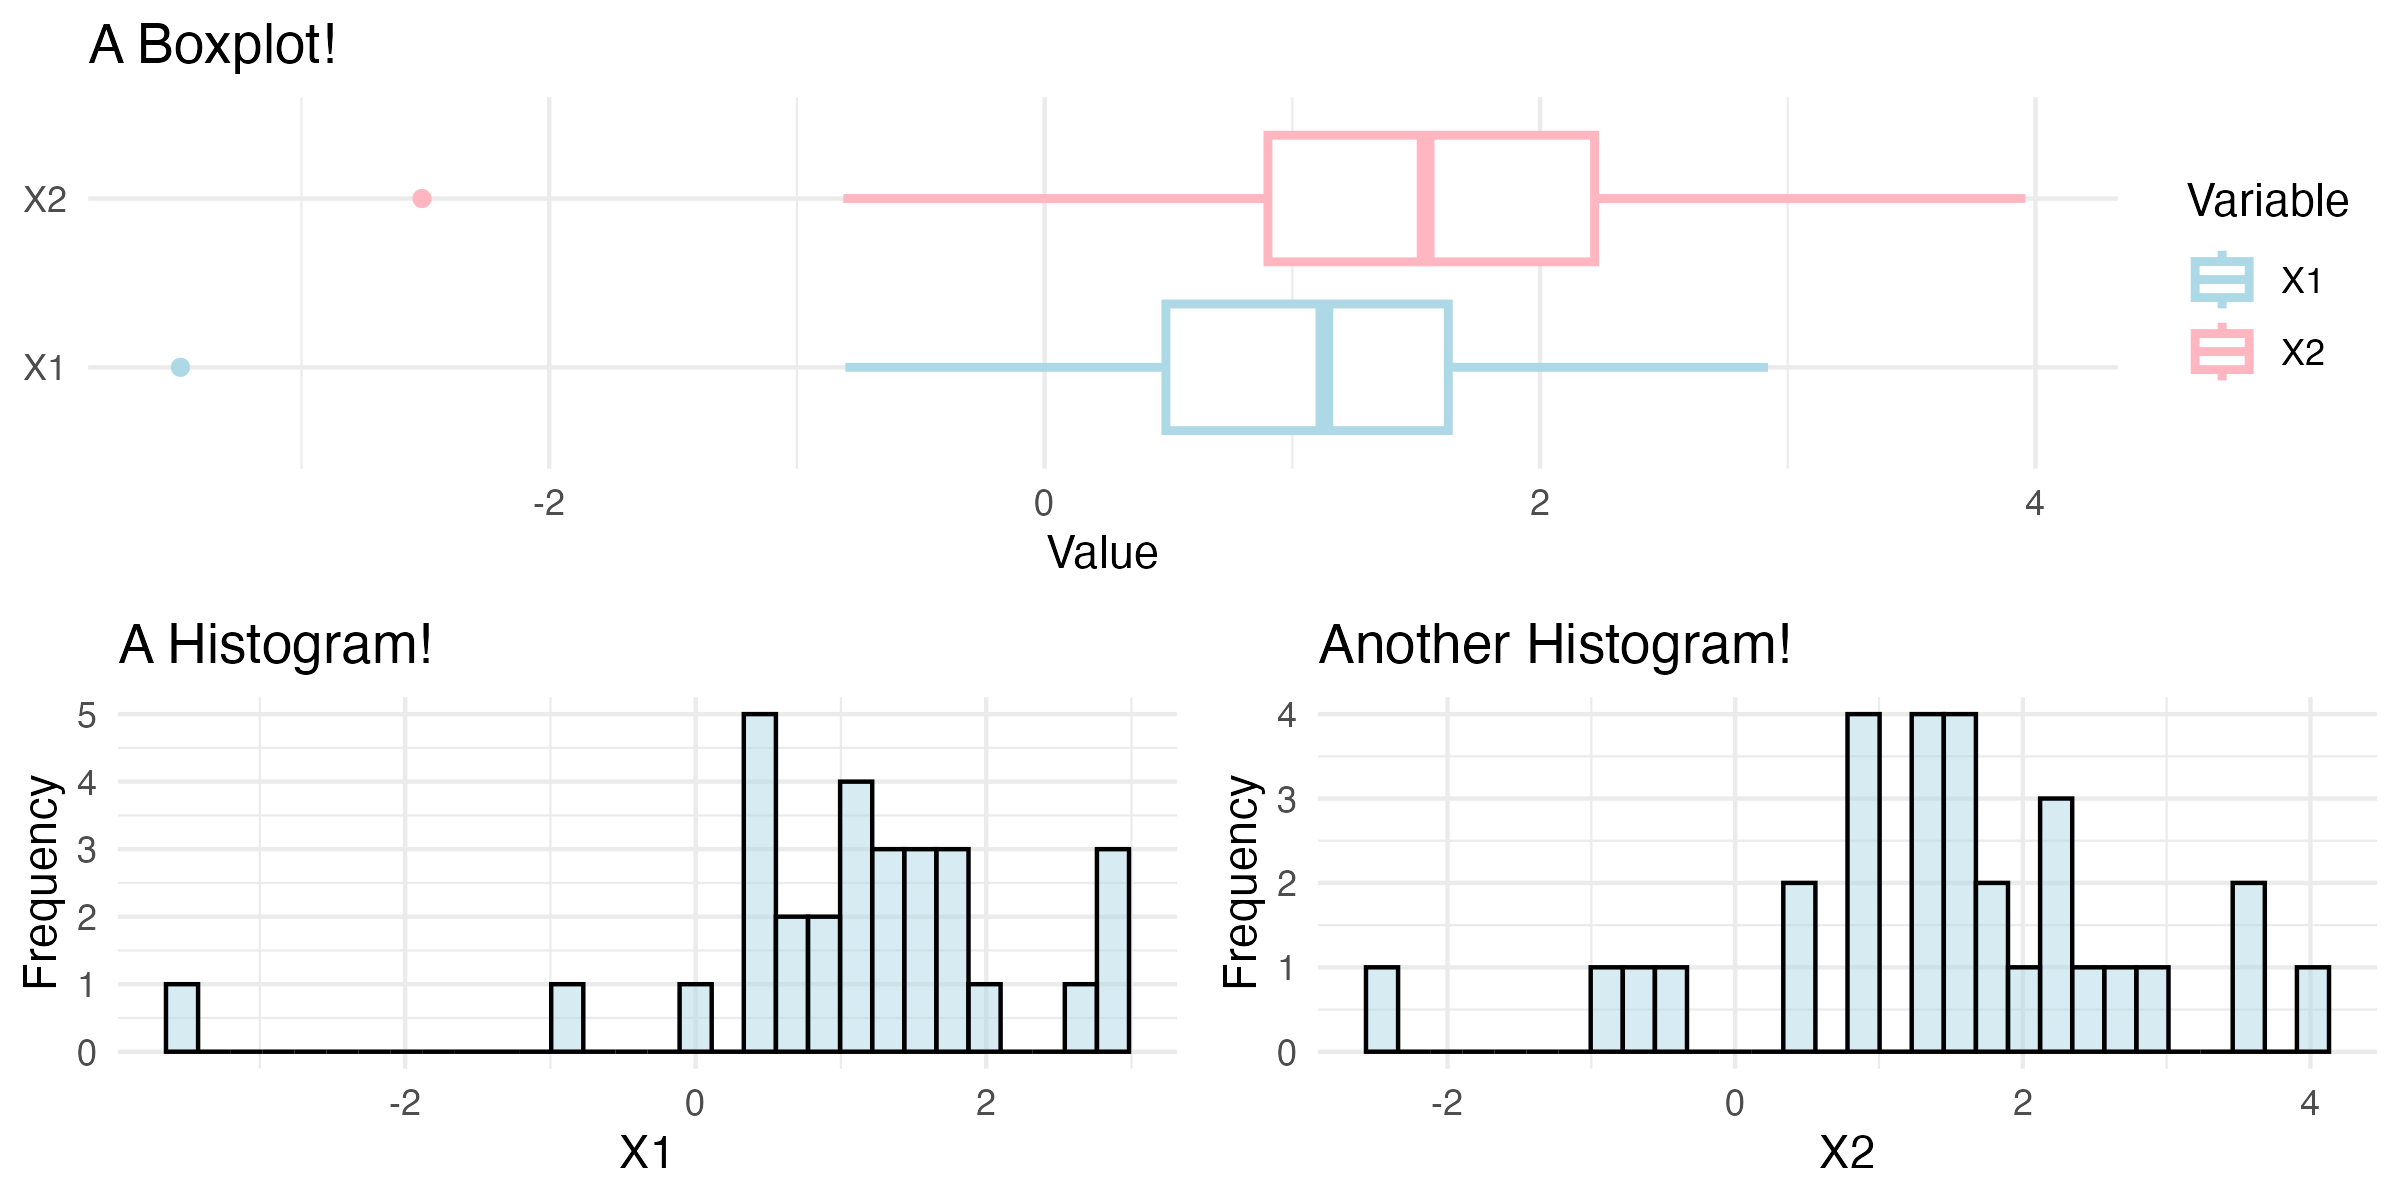 A Boxplot!
X2
X1
-2 0 2 4
Value
Variable
X1
X2
A Histogram!
5
4
3
2
1
0
Frequency
-2 0 2
X1
Another Histogram!
4
3
2
1
0
Frequency
-2 0 2 4
X2